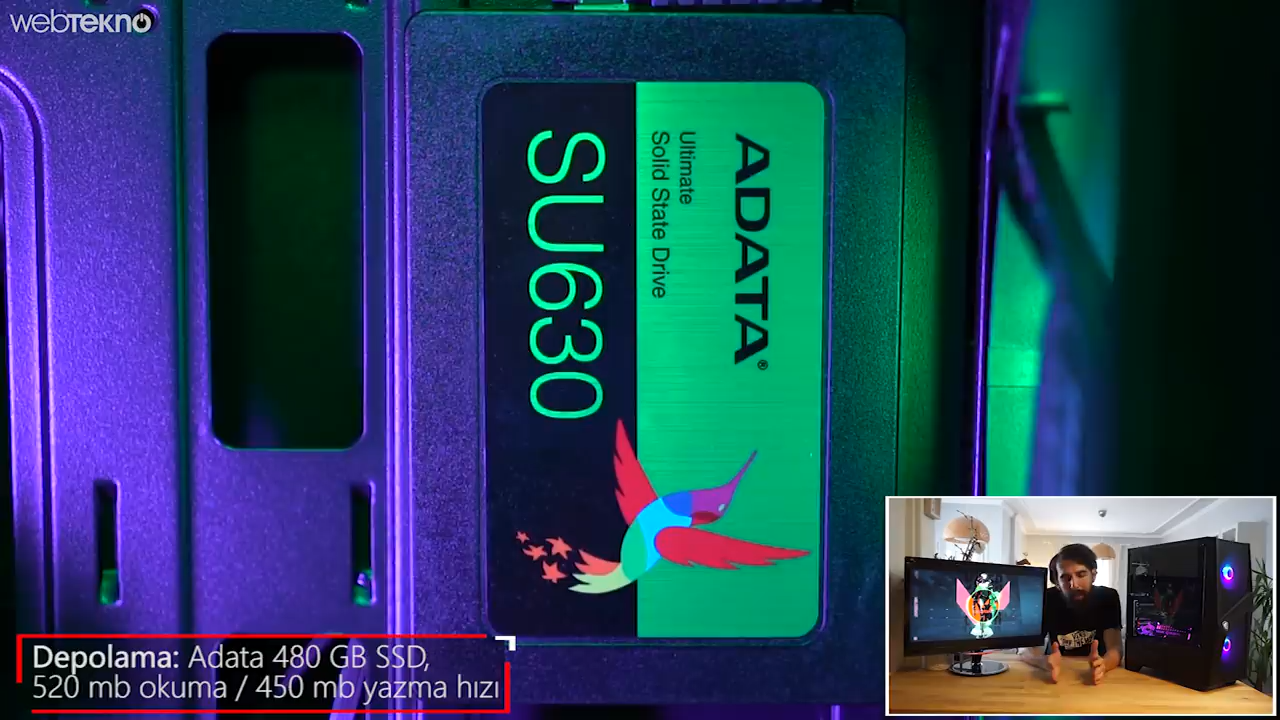 webTEKNO
ADATA®
Ultimate
Solid State Drive
SU630
Depolama: Adata 480 GB SSD,
520 mb okuma / 450 mb yazma hızı